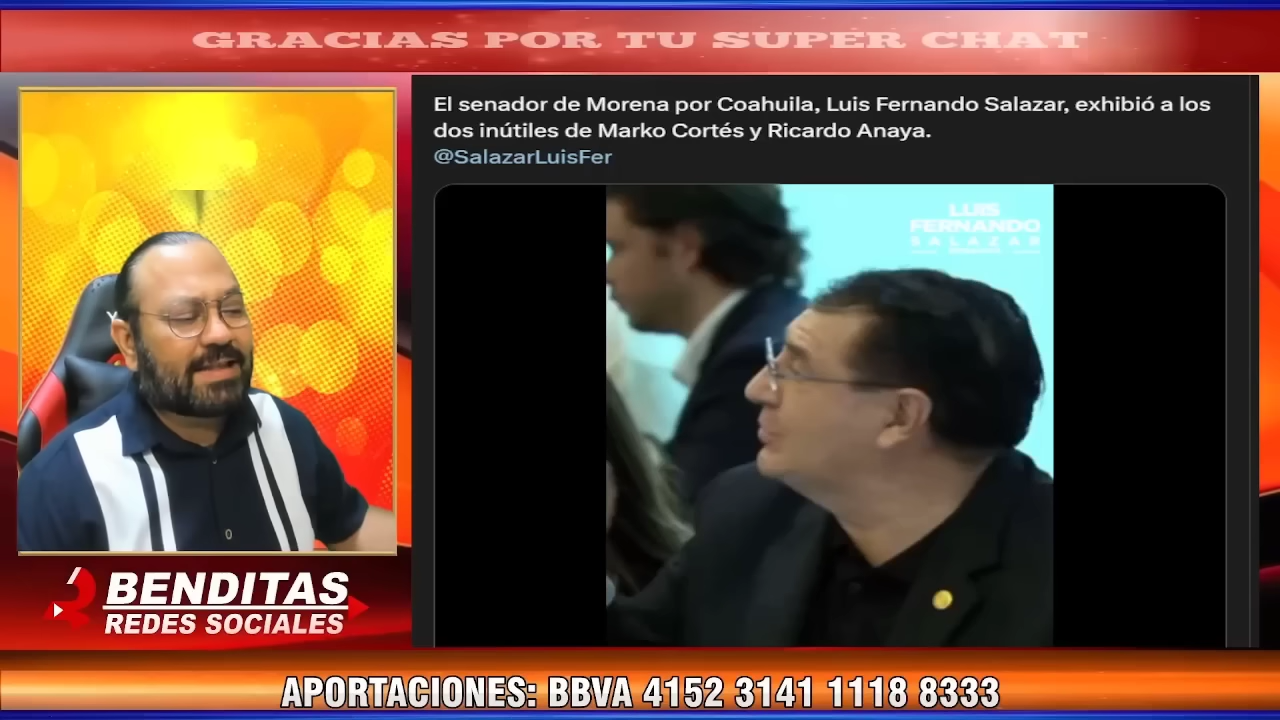 GRACIAS POR TU SUPER CHAT
El senador de Morena por Coahuila, Luis Fernando Salazar, exhibió a los
dos inútiles de Marko Cortés y Ricardo Anaya.
@SalazarLuisFer
LUIS
FERNANDO
SALAZAR
BENDITAS
REDES SOCIALES
APORTACIONES: BBVA 4152 3141 1118 8333